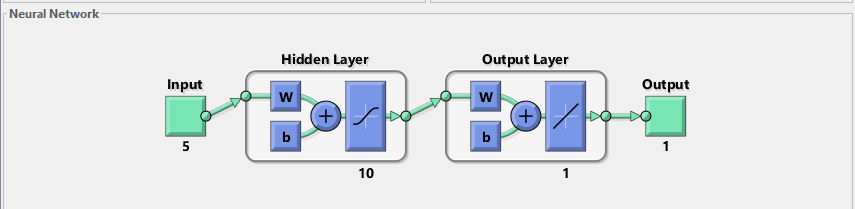 Neural Network
Hidden Layer
Output Layer
Input
Output
W
W
+
+
b
b
5
1
10
1